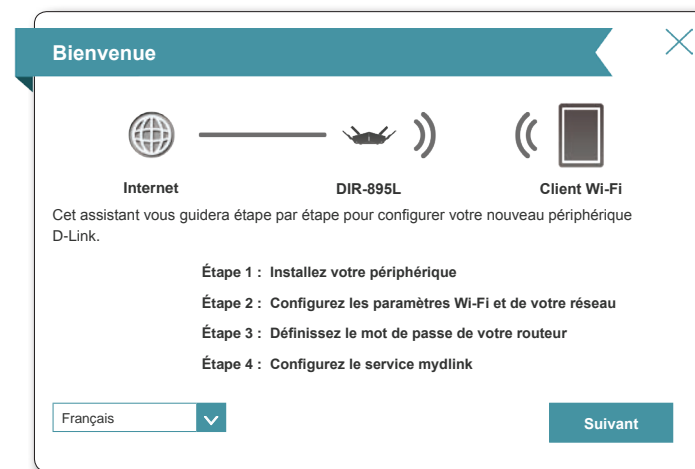 Bienvenue
Internet
DIR-895L
Client Wi-Fi
Cet assistant vous guidera étape par étape pour configurer votre nouveau périphérique
D-Link.
Étape 1 : Installez votre périphérique
Étape 2 : Configurez les paramètres Wi-Fi et de votre réseau
Étape 3 : Définissez le mot de passe de votre routeur
Étape 4 : Configurez le service mydlink
Français
Suivant